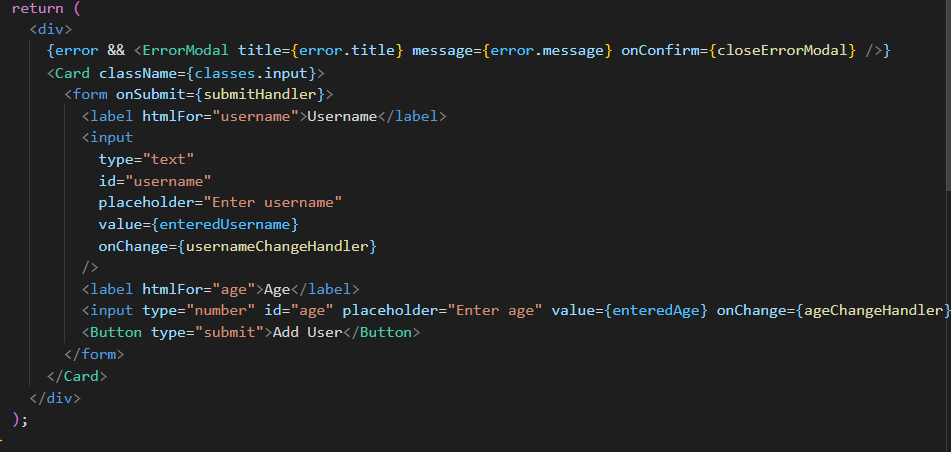 return (
<div>
{error && <ErrorModal title={error.title} message={error.message} onConfirm={closeErrorModal} />}
<Card className={classes.input}>
<form onSubmit={submitHandler}>
<label htmlFor="username">Username</label>
<input
type="text"
id="username"
placeholder="Enter username"
value={enteredUsername}
onChange={usernameChangeHandler}
/>
<label htmlFor="age">Age</label>
<input type="number" id="age" placeholder="Enter age" value={enteredAge} onChange={ageChangeHandler}
<Button type="submit">Add User</Button>
</form>
</Card>
</div>
);